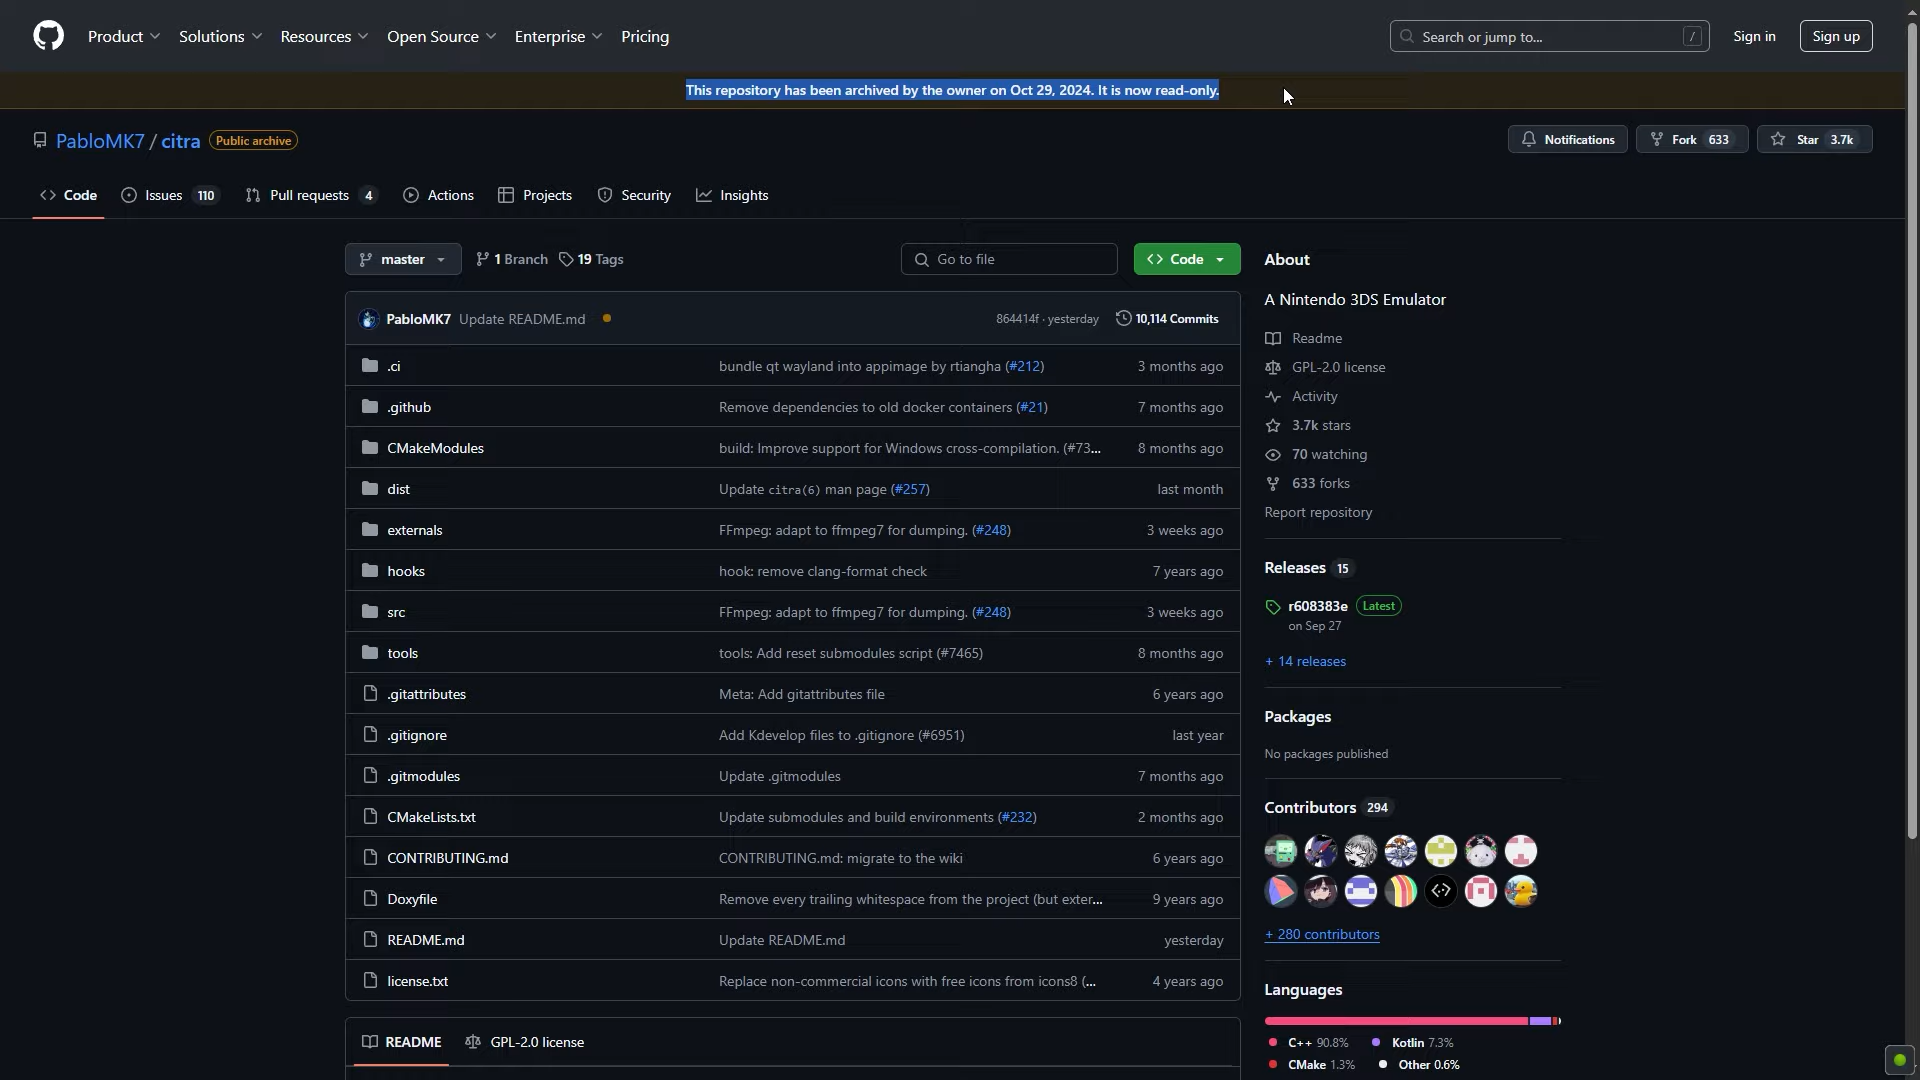 Product Solutions Resources Open Source Enterprise Pricing Search or jump to... / Sign in Sign up
This repository has been archived by the owner on Oct 29, 2024. It is now read-only.
PabloMK7 / citra Public archive Notifications Fork 633 Star 3.7k
Code Issues 110 Pull requests 4 Actions Projects Security Insights
master 1 Branch 19 Tags Go to file Code
PabloMK7 Update README.md 864414f · yesterday 10,114 Commits
.ci bundle qt wayland into appimage by rtiangha (#212) 3 months ago
.github Remove dependencies to old docker containers (#21) 7 months ago
CMakeModules build: Improve support for Windows cross-compilation. (#73... 8 months ago
dist Update citra(6) man page (#257) last month
externals FFmpeg: adapt to ffmpeg7 for dumping. (#248) 3 weeks ago
hooks hook: remove clang-format check 7 years ago
src FFmpeg: adapt to ffmpeg7 for dumping. (#248) 3 weeks ago
tools tools: Add reset submodules script (#7465) 8 months ago
.gitattributes Meta: Add gitattributes file 6 years ago
.gitignore Add Kdevelop files to .gitignore (#6951) last year
.gitmodules Update .gitmodules 7 months ago
CMakeLists.txt Update submodules and build environments (#232) 2 months ago
CONTRIBUTING.md CONTRIBUTING.md: migrate to the wiki 6 years ago
Doxyfile Remove every trailing whitespace from the project (but exter... 9 years ago
README.md Update README.md yesterday
license.txt Replace non-commercial icons with free icons from icons8 (... 4 years ago
README GPL-2.0 license
About
A Nintendo 3DS Emulator
Readme
GPL-2.0 license
Activity
3.7k stars
70 watching
633 forks
Report repository
Releases 15
r608383e Latest
on Sep 27
+ 14 releases
Packages
No packages published
Contributors 294
+ 280 contributors
Languages
C++ 90.8% Kotlin 7.3%
CMake 1.3% Other 0.6%